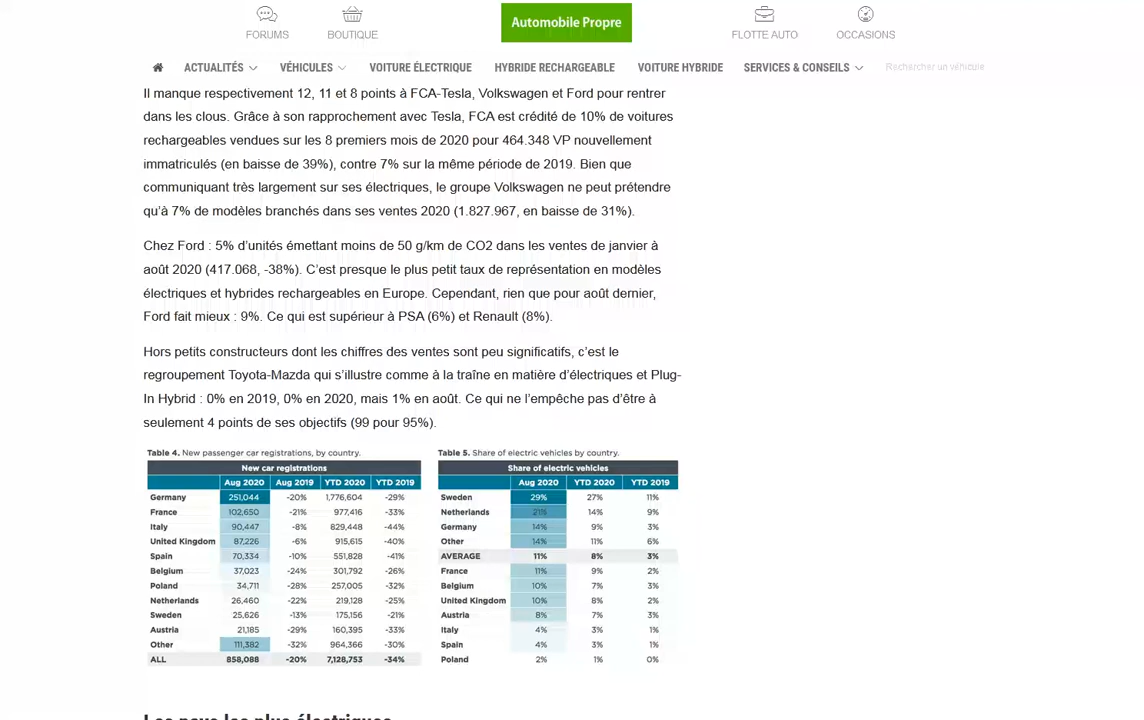 FORUMS
BOUTIQUE
Automobile Propre
FLOTTE AUTO
OCCASIONS
ACTUALITÉS
VÉHICULES
VOITURE ÉLECTRIQUE
HYBRIDE RECHARGEABLE
VOITURE HYBRIDE
SERVICES & CONSEILS
Rechercher un véhicule
Il manque respectivement 12, 11 et 8 points à FCA-Tesla, Volkswagen et Ford pour rentrer
dans les clous. Grâce à son rapprochement avec Tesla, FCA est crédité de 10% de voitures
rechargeables vendues sur les 8 premiers mois de 2020 pour 464.348 VP nouvellement
immatriculés (en baisse de 39%), contre 7% sur la même période de 2019. Bien que
communiquant très largement sur ses électriques, le groupe Volkswagen ne peut prétendre
qu’à 7% de modèles branchés dans ses ventes 2020 (1.827.967, en baisse de 31%).
Chez Ford : 5% d’unités émettant moins de 50 g/km de CO2 dans les ventes de janvier à
août 2020 (417.068, -38%). C’est presque le plus petit taux de représentation en modèles
électriques et hybrides rechargeables en Europe. Cependant, rien que pour août dernier,
Ford fait mieux : 9%. Ce qui est supérieur à PSA (6%) et Renault (8%).
Hors petits constructeurs dont les chiffres des ventes sont peu significatifs, c’est le
regroupement Toyota-Mazda qui s’illustre comme à la traîne en matière d’électriques et Plug-
In Hybrid : 0% en 2019, 0% en 2020, mais 1% en août. Ce qui ne l’empêche pas d’être à
seulement 4 points de ses objectifs (99 pour 95%).
Table 4. New passenger car registrations, by country.
New car registrations
Aug 2020 Aug 2019 YTD 2020 YTD 2019
Germany 251,044 -20% 1,776,604 -29%
France 102,650 -21% 977,416 -33%
Italy 90,447 -8% 829,448 -44%
United Kingdom 87,226 -6% 915,615 -40%
Spain 70,334 -10% 551,828 -41%
Belgium 37,023 -24% 301,792 -26%
Poland 34,711 -28% 257,005 -32%
Netherlands 26,460 -22% 219,128 -25%
Sweden 25,626 -13% 175,156 -21%
Austria 21,185 -29% 160,395 -33%
Other 111,382 -32% 964,366 -30%
ALL 858,088 -20% 7,128,753 -34%
Table 5. Share of electric vehicles by country.
Share of electric vehicles
Aug 2020 YTD 2020 YTD 2019
Sweden 29% 27% 11%
Netherlands 21% 14% 9%
Germany 14% 9% 3%
Other 14% 11% 6%
AVERAGE 11% 8% 3%
France 11% 9% 2%
Belgium 10% 7% 3%
United Kingdom 10% 8% 2%
Austria 8% 7% 3%
Italy 4% 3% 1%
Spain 4% 3% 1%
Poland 2% 1% 0%
Les pays les plus électriques